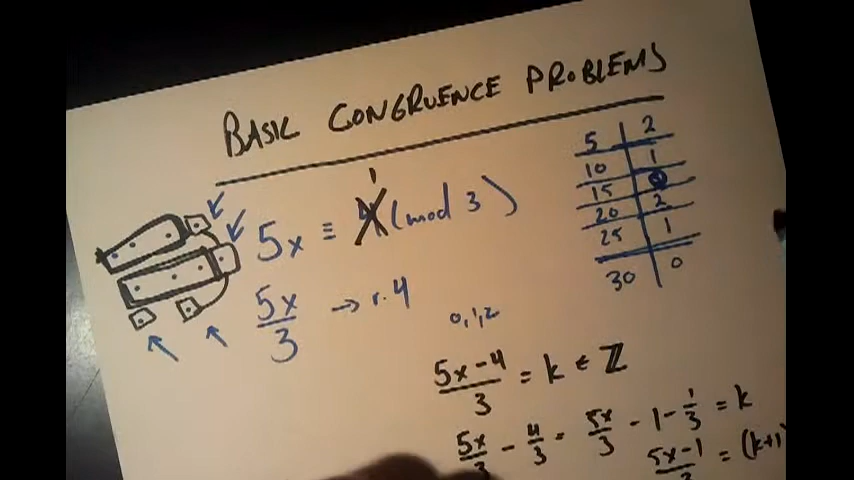 BASIC CONGRUENCE PROBLEMS
5x ≡ 4 (mod 3)
1
5x/3 → r. 4
0,1,2
5 | 2
10 | 1
15 | 0
20 | 2
25 | 1
30 | 0
(5x-4)/3 = k ∈ ℤ
5x/3 - 4/3 = 5x/3 - 1 - 1/3 = k
(5x-1)/3 = (k+1)